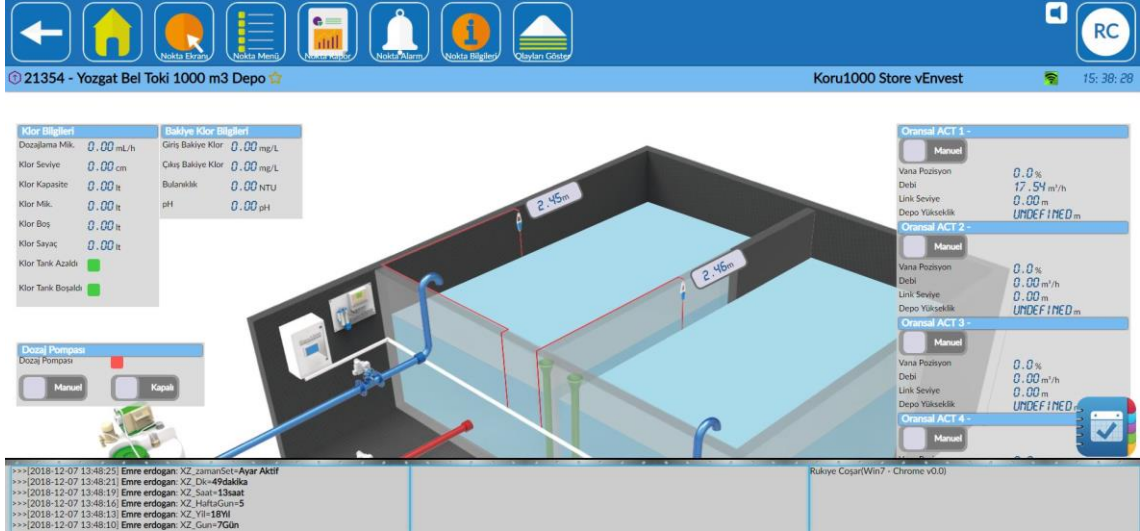 Nokta Ekranı
Nokta Menü
Nokta Rapor
Nokta Alarm
Nokta Bilgileri
Olayları Göster
RC
21354 - Yozgat Bel Toki 1000 m3 Depo
Koru1000 Store vEnvest
15:38:28
Klor Bilgileri
Dozajlama Mik. 0.00 mL/h
Klor Seviye 0.00 cm
Klor Kapasite 0.00 lt
Klor Mik. 0.00 lt
Klor Boş 0.00 lt
Klor Sayaç 0.00 lt
Klor Tank Azaldı
Klor Tank Boşaldı
Bakiye Klor Bilgileri
Giriş Bakiye Klor 0.00 mg/L
Çıkış Bakiye Klor 0.00 mg/L
Bulanıklık 0.00 NTU
pH 0.00 pH
Dozaj Pompası
Dozaj Pompası
Manuel
Kapalı
2.45m
2.46m
Oransal ACT 1 -
Manuel
Vana Pozisyon 0.0 %
Debi 17.54 m³/h
Link Seviye 0.00 m
Depo Yükseklik UNDEFINED m
Oransal ACT 2 -
Manuel
Vana Pozisyon 0.0 %
Debi 0.00 m³/h
Link Seviye 0.00 m
Depo Yükseklik UNDEFINED m
Oransal ACT 3 -
Manuel
Vana Pozisyon 0.0 %
Debi 0.00 m³/h
Link Seviye 0.00 m
Depo Yükseklik UNDEFINED
Oransal ACT 4 -
Manuel
>>>[2018-12-07 13:48:25] Emre erdogan: XZ_zamanSet=Ayar Aktif
>>>[2018-12-07 13:48:21] Emre erdogan: XZ_Dk=49dakika
>>>[2018-12-07 13:48:19] Emre erdogan: XZ_Saat=13saat
>>>[2018-12-07 13:48:16] Emre erdogan: XZ_HaftaGun=5
>>>[2018-12-07 13:48:13] Emre erdogan: XZ_Yil=18Yıl
>>>[2018-12-07 13:48:10] Emre erdogan: XZ_Gun=7Gün
Rukiye Coşar(Win7 - Chrome v0.0)